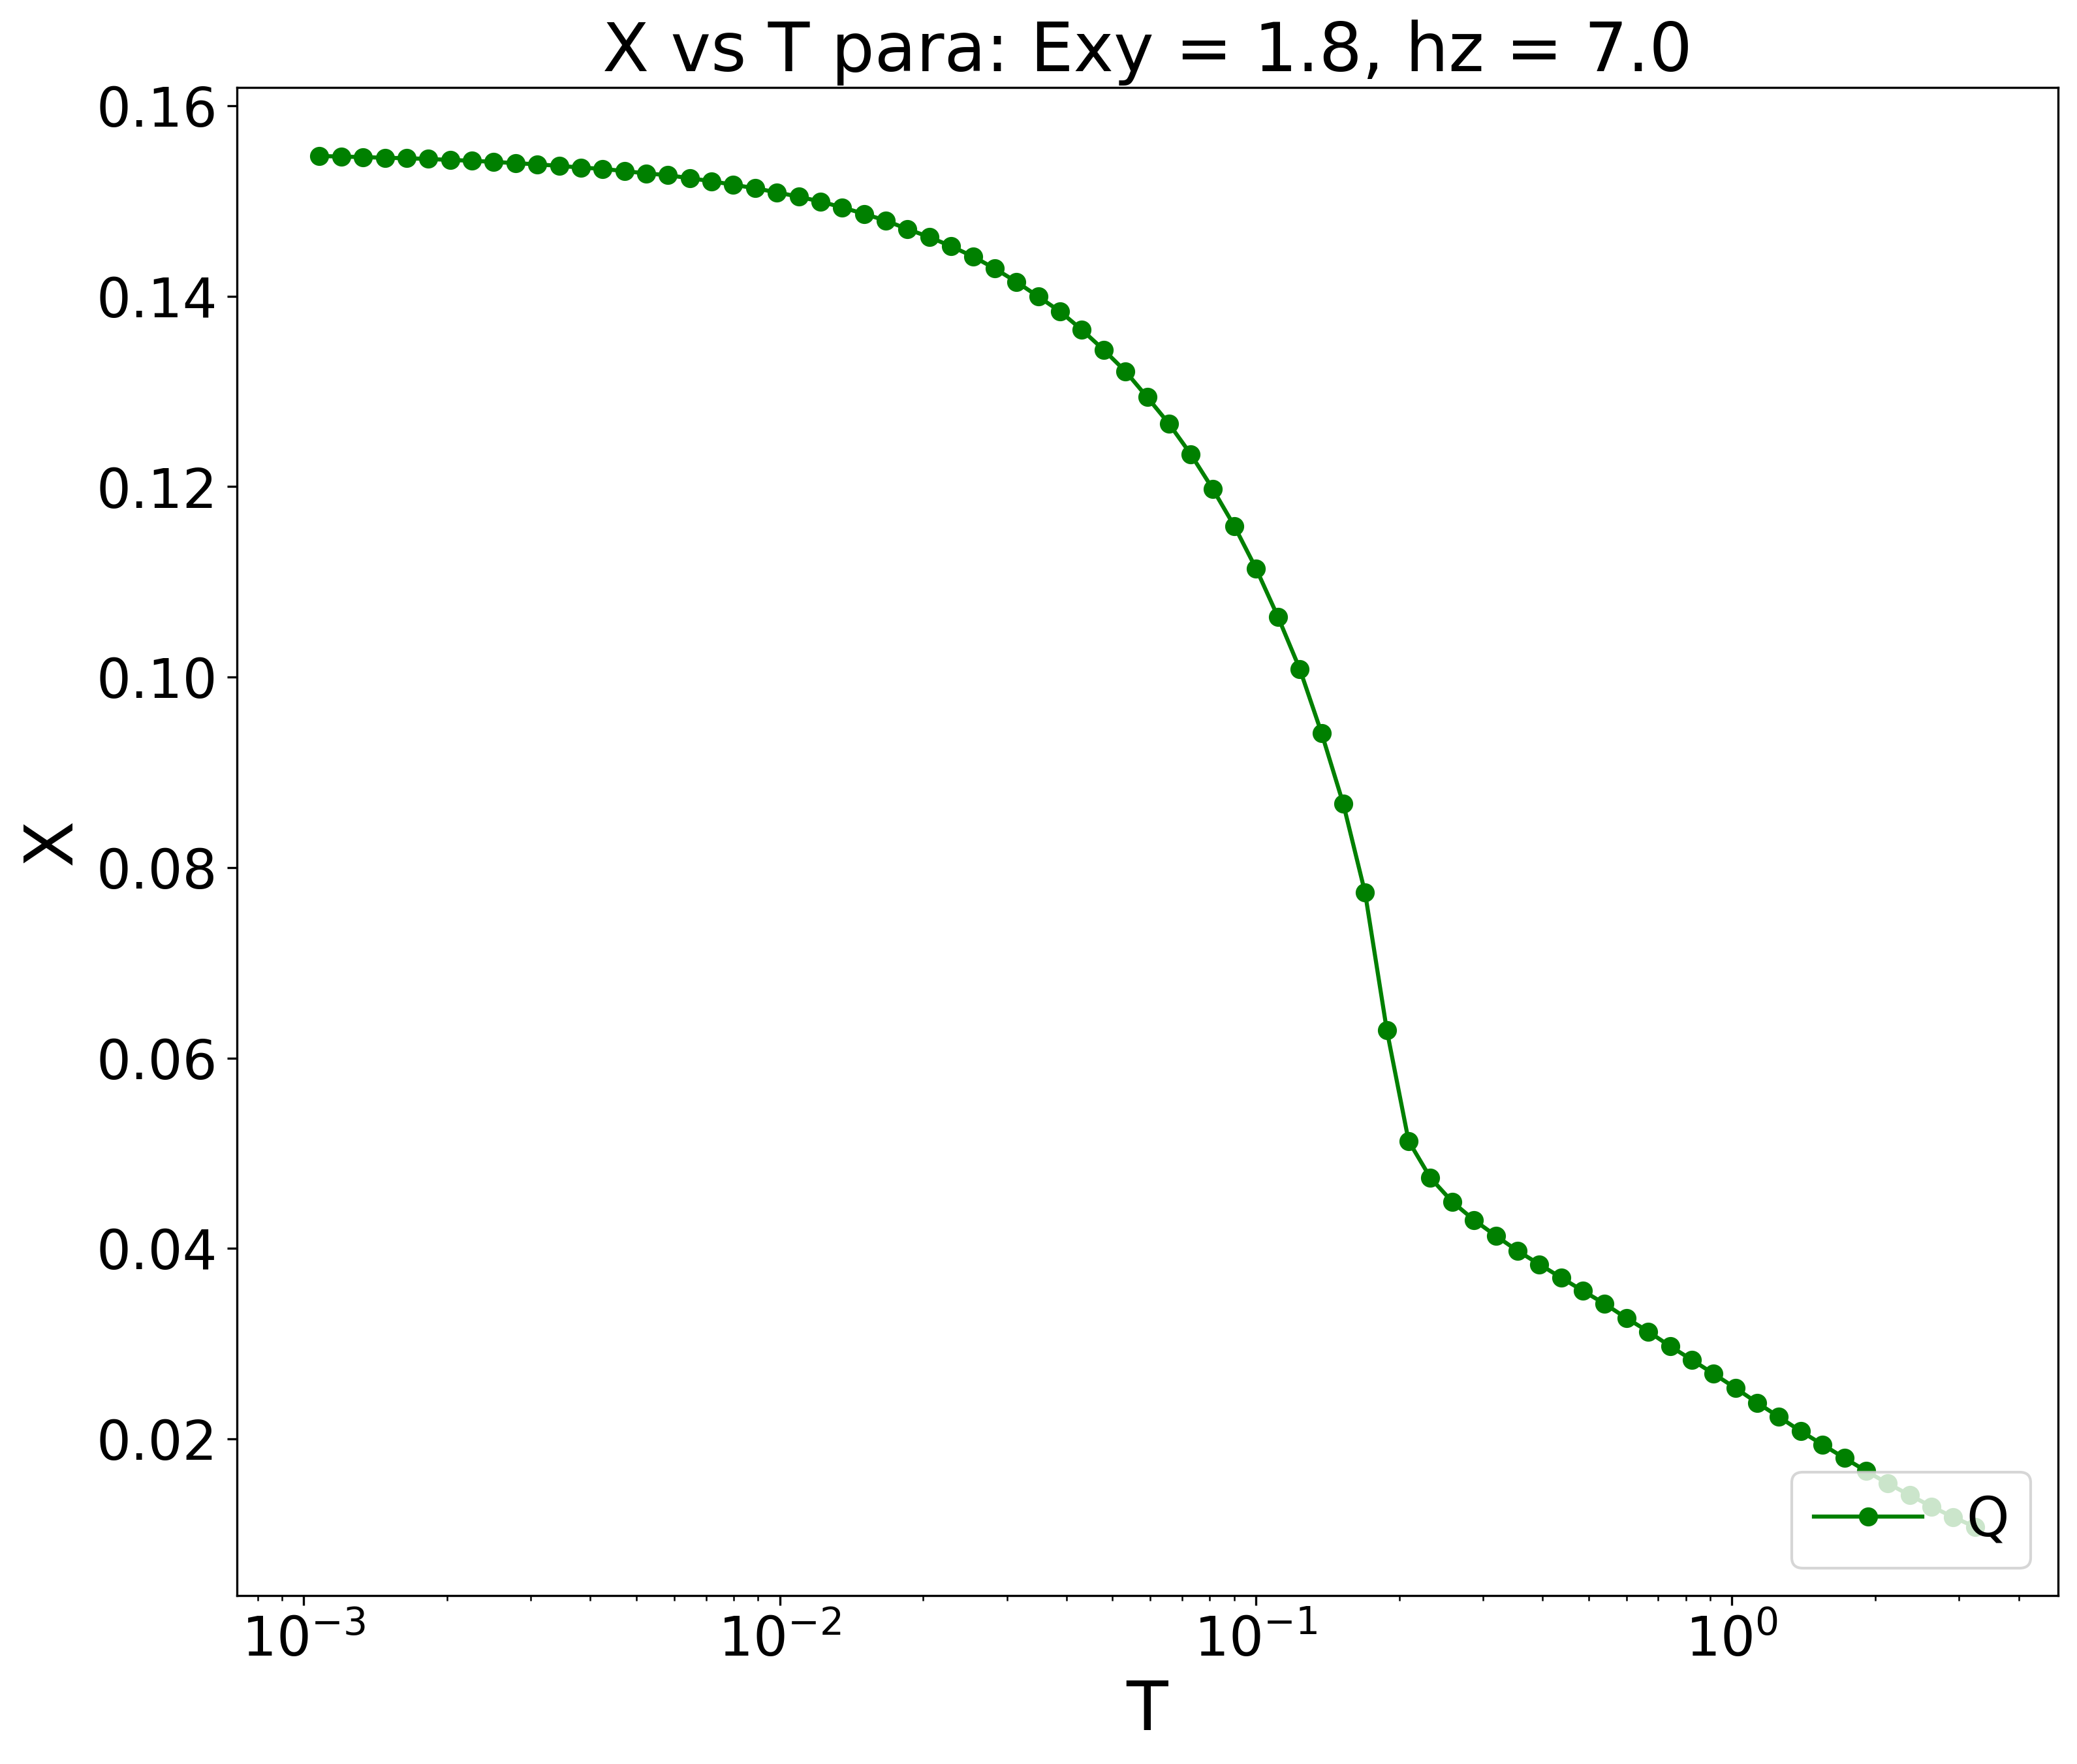 X vs T para: Exy = 1.8, hz = 7.0
0.16
0.14
0.12
0.10
0.08
0.06
0.04
0.02
X
Q
10⁻³ 10⁻² 10⁻¹ 10⁰
T